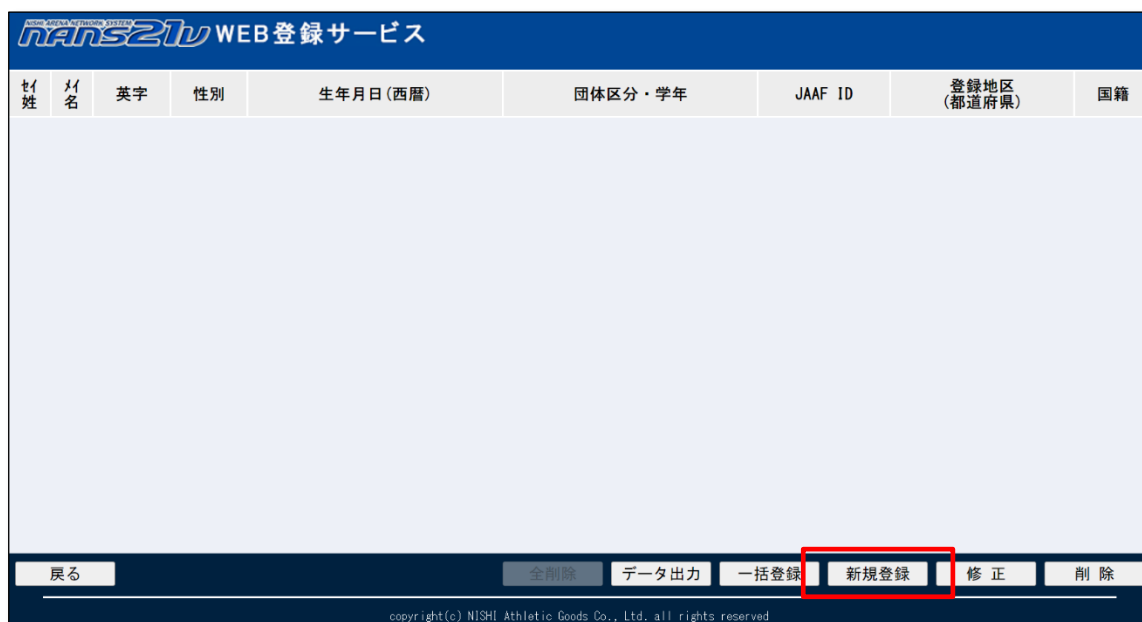 NISHI ARENA NETWORK SYSTEM
nANS21V WEB登録サービス
ｾｲ ﾒｲ 英字 性別 生年月日(西暦) 団体区分・学年 JAAF ID 登録地区 国籍
姓 名 (都道府県)
戻る 全削除 データ出力 一括登録 新規登録 修 正 削 除
copyright(c) NISHI Athletic Goods Co., Ltd. all rights reserved